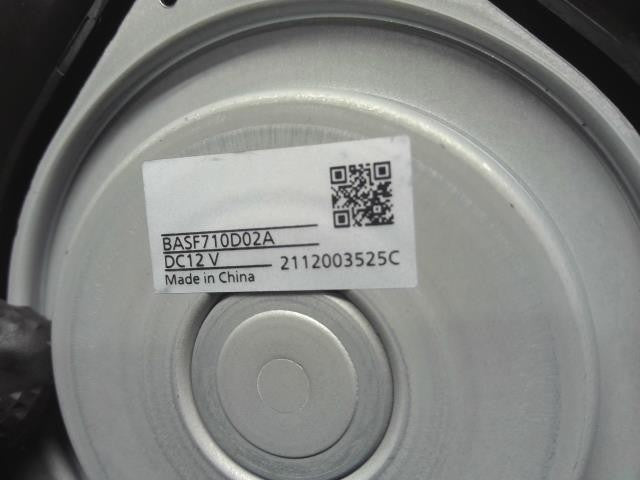 BASF710D02A
DC12 V
2112003525C
Made in China